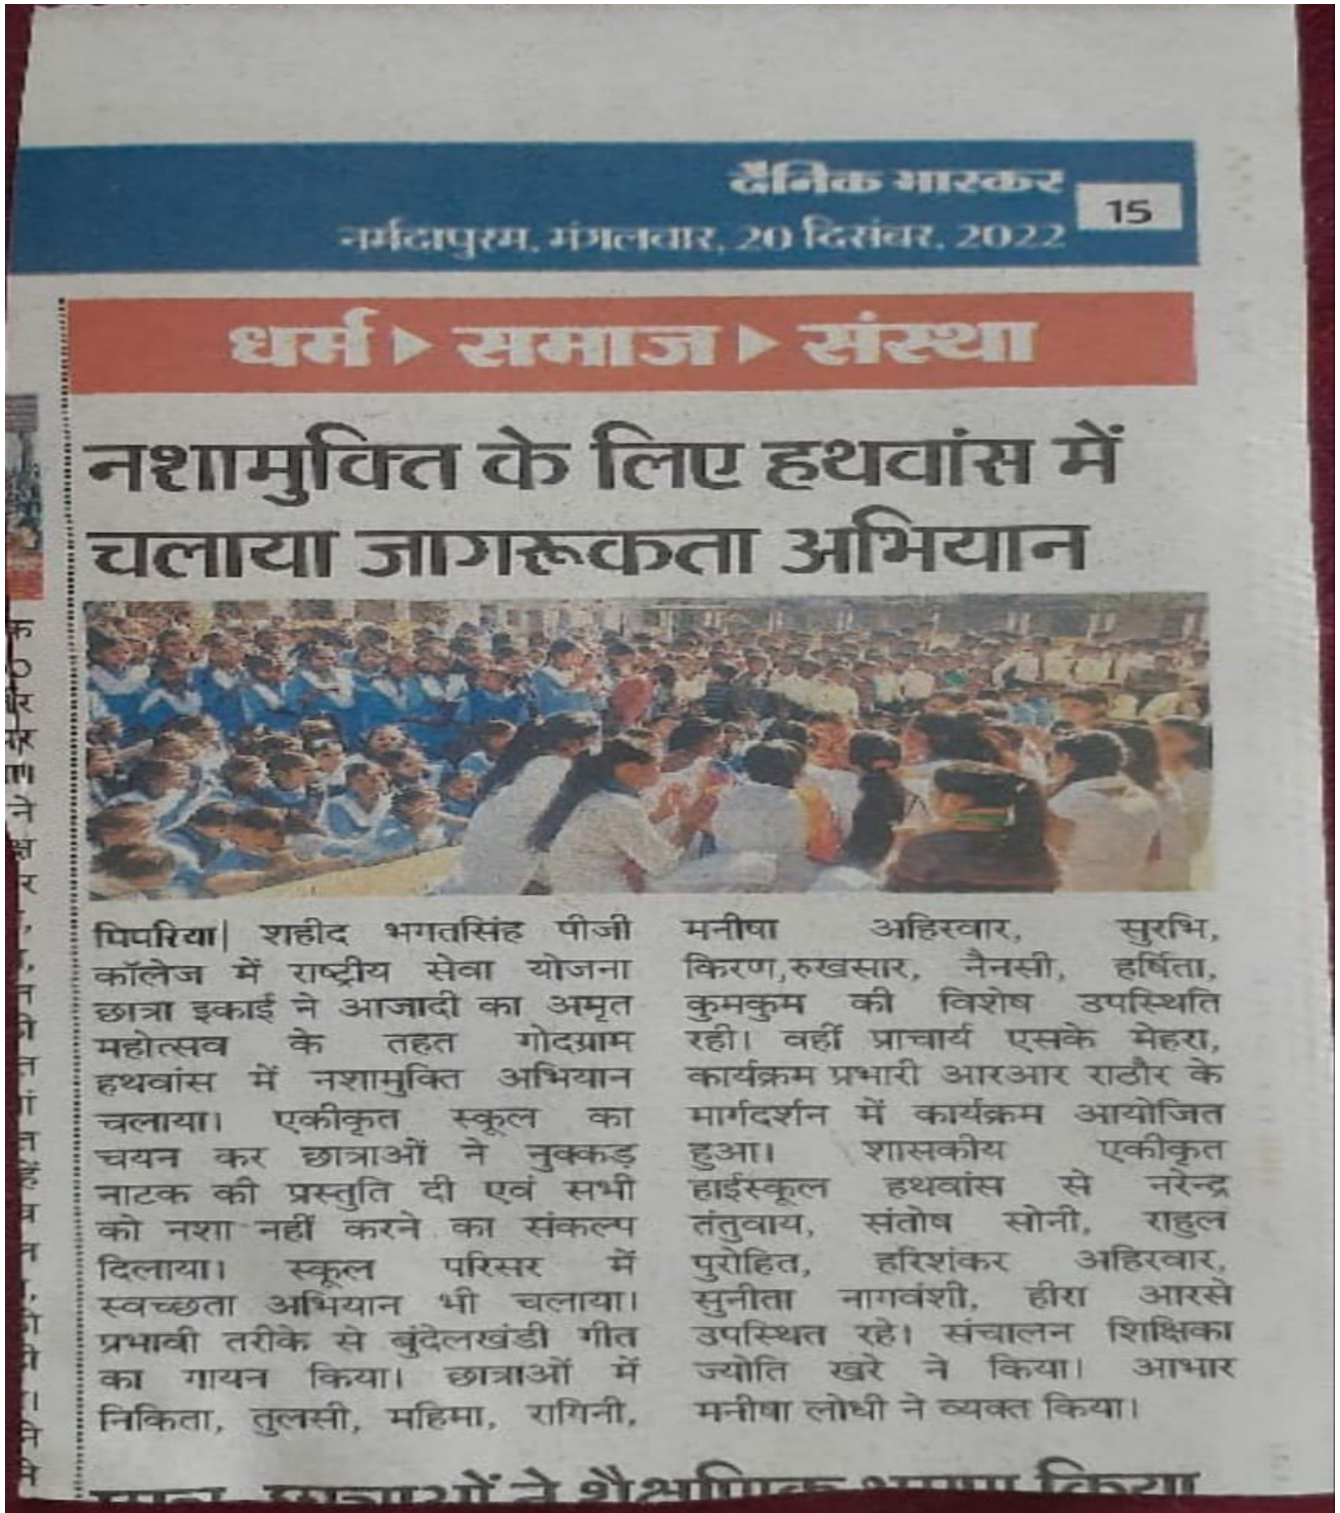 दैनिक भास्कर
15
नर्मदापुरम, मंगलवार, 20 दिसंबर, 2022
धर्म ▸ समाज ▸ संस्था
नशामुक्ति के लिए हथवांस में
चलाया जागरूकता अभियान
पिपरिया| शहीद भगतसिंह पीजी
कॉलेज में राष्ट्रीय सेवा योजना
छात्रा इकाई ने आजादी का अमृत
महोत्सव के तहत गोदग्राम
हथवांस में नशामुक्ति अभियान
चलाया। एकीकृत स्कूल का
चयन कर छात्राओं ने नुक्कड़
नाटक की प्रस्तुति दी एवं सभी
को नशा नहीं करने का संकल्प
दिलाया। स्कूल परिसर में
स्वच्छता अभियान भी चलाया।
प्रभावी तरीके से बुंदेलखंडी गीत
का गायन किया। छात्राओं में
निकिता, तुलसी, महिमा, रागिनी,
मनीषा अहिरवार, सुरभि,
किरण,रुखसार, नैनसी, हर्षिता,
कुमकुम की विशेष उपस्थिति
रही। वहीं प्राचार्य एसके मेहरा,
कार्यक्रम प्रभारी आरआर राठौर के
मार्गदर्शन में कार्यक्रम आयोजित
हुआ। शासकीय एकीकृत
हाईस्कूल हथवांस से नरेन्द्र
तंतुवाय, संतोष सोनी, राहुल
पुरोहित, हरिशंकर अहिरवार,
सुनीता नागवंशी, हीरा आरसे
उपस्थित रहे। संचालन शिक्षिका
ज्योति खरे ने किया। आभार
मनीषा लोधी ने व्यक्त किया।
छात्राओं ने शैक्षणिक भ्रमण किया